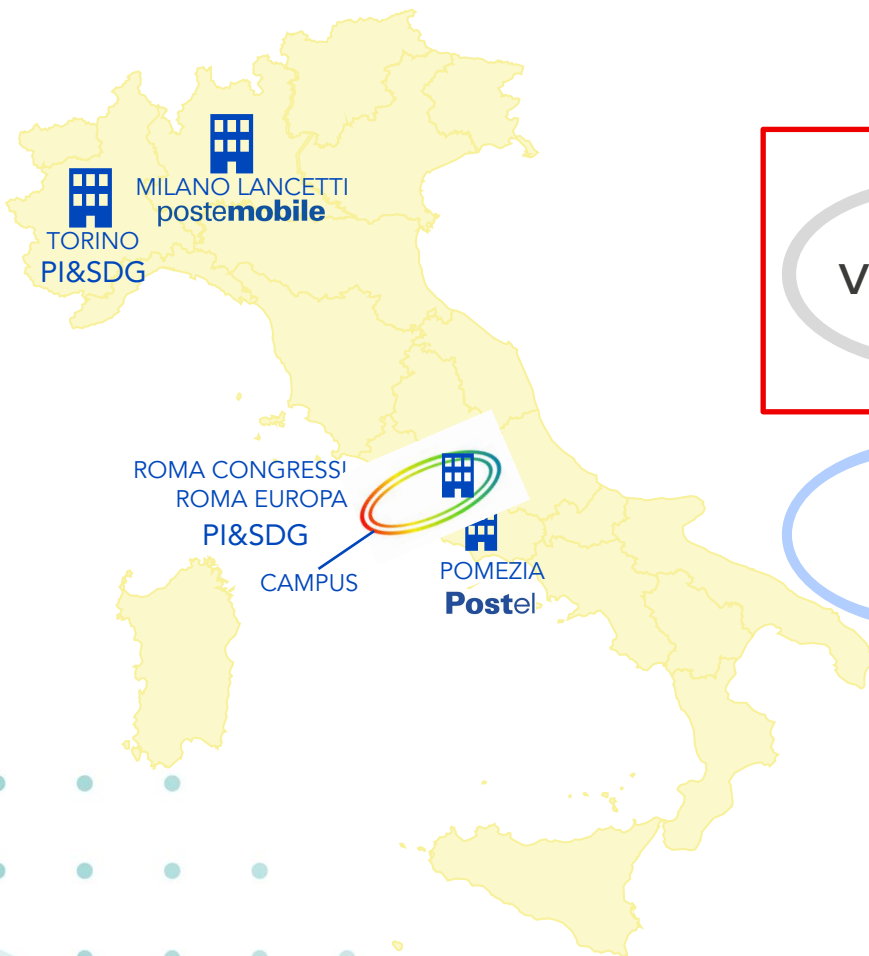 MILANO LANCETTI
postemobile
TORINO
PI&SDG
ROMA CONGRESSI
ROMA EUROPA
PI&SDG
CAMPUS
POMEZIA
Postel